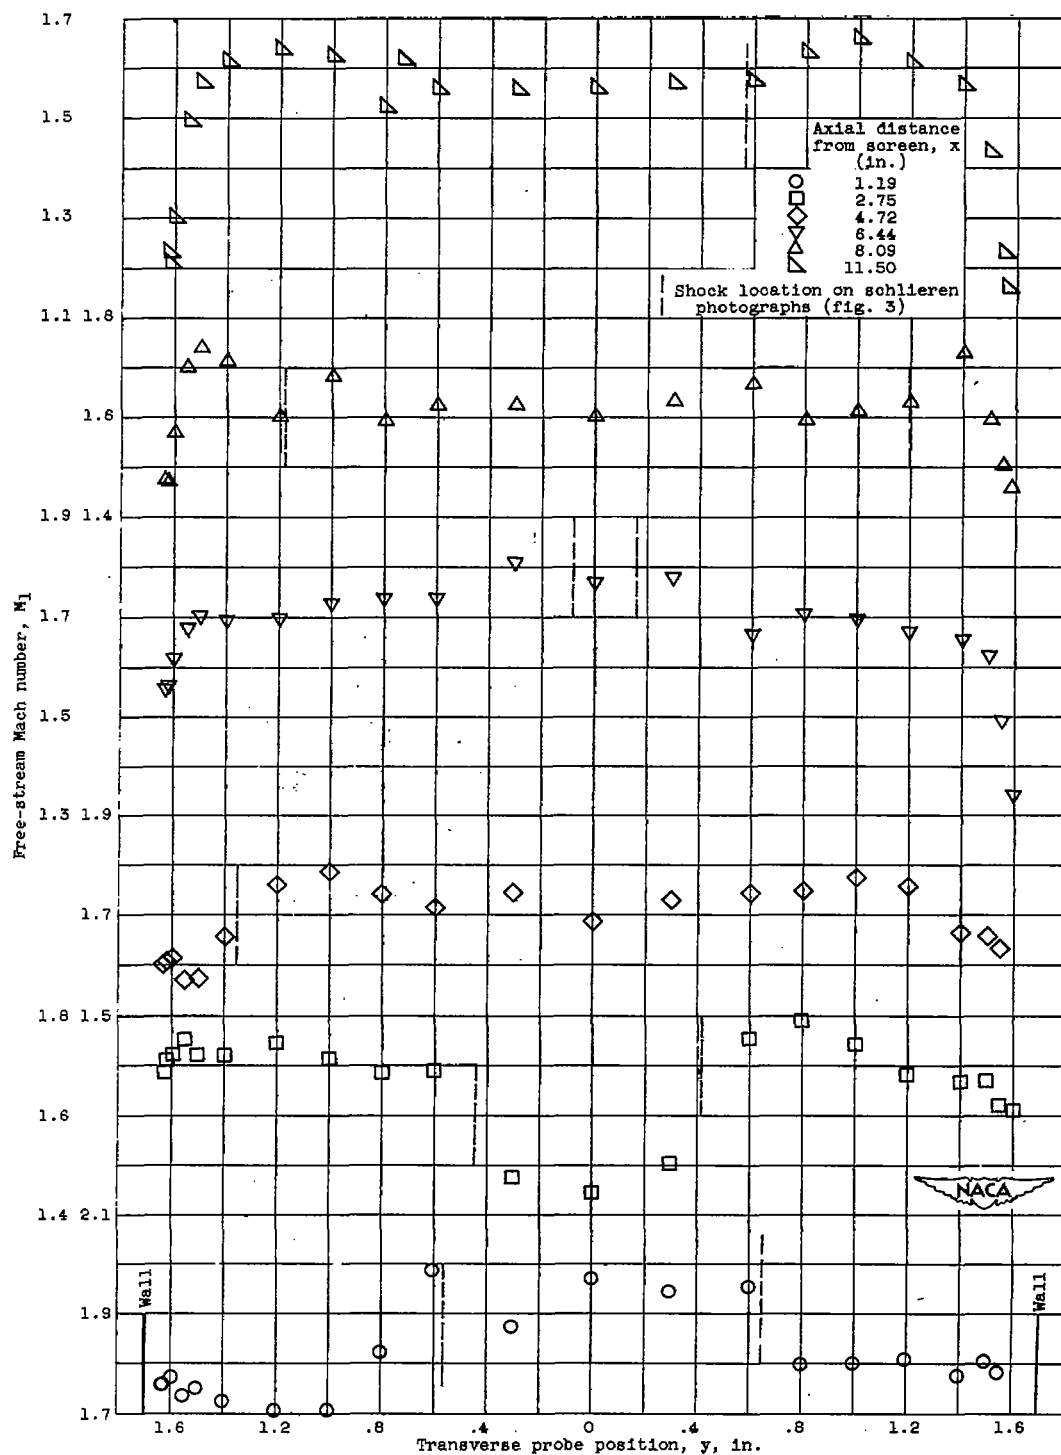 1.7
1.5
Axial distance
from screen, x
(in.)
1.19
2.75
4.72
6.44
8.09
11.50
1.3
Shock location on schlieren
photographs (fig. 3)
1.1 1.8
1.6
1.9 1.4
Free-stream Mach number, M1
1.7
1.5
1.3 1.9
1.7
1.8 1.5
1.6
NACA
1.4 2.1
Wall
1.9
Wall
1.7
1.6 1.2 .8 .4 0 .4 .8 1.2 1.6
Transverse probe position, y, in.